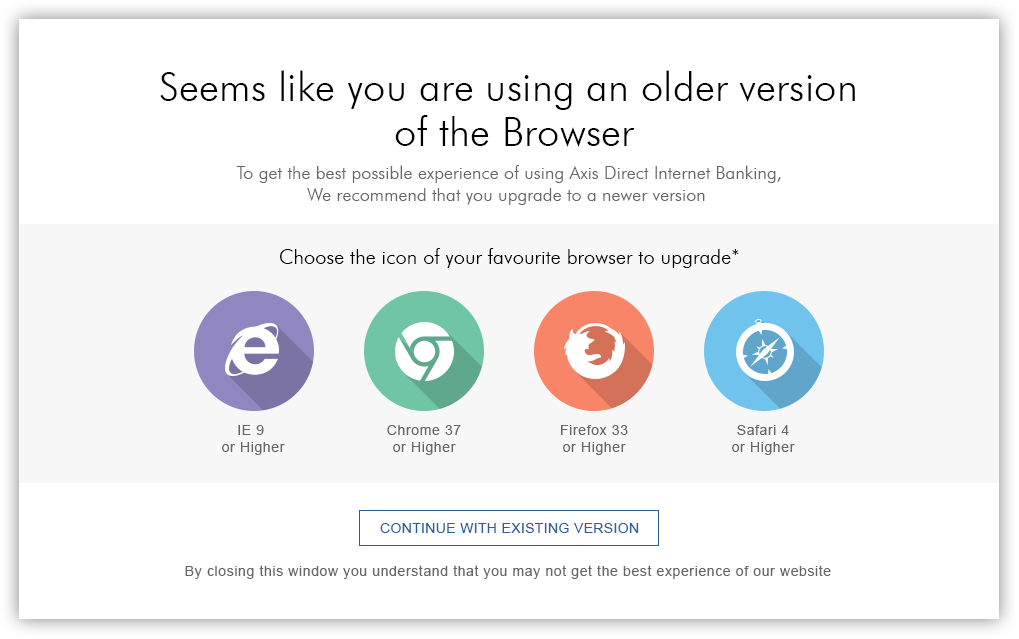 Seems like you are using an older version
of the Browser
To get the best possible experience of using Axis Direct Internet Banking,
We recommend that you upgrade to a newer version
Choose the icon of your favourite browser to upgrade*
IE 9
or Higher
Chrome 37
or Higher
Firefox 33
or Higher
Safari 4
or Higher
CONTINUE WITH EXISTING VERSION
By closing this window you understand that you may not get the best experience of our website